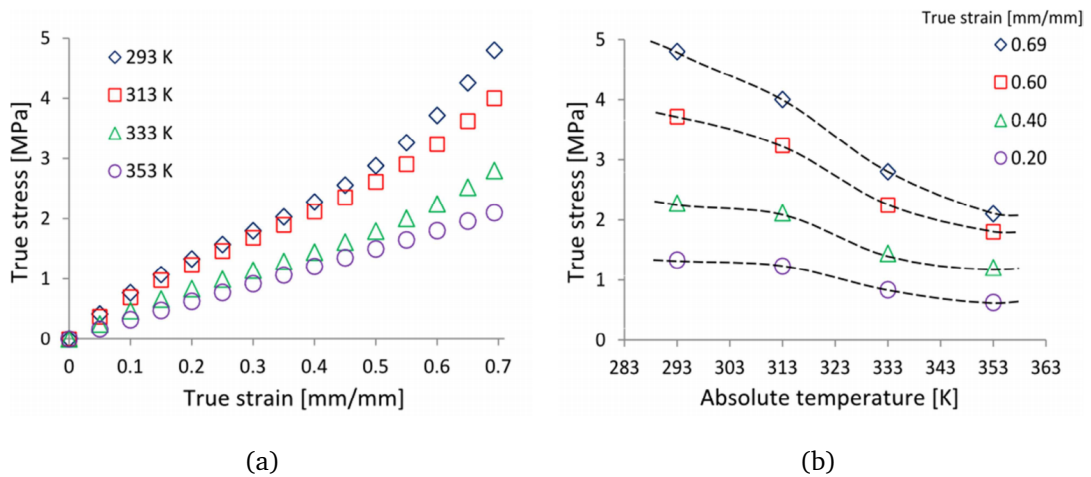 True stress [MPa]
5
4
3
2
1
0
293 K
313 K
333 K
353 K
0 0.1 0.2 0.3 0.4 0.5 0.6 0.7
True strain [mm/mm]
(a)
True strain [mm/mm]
0.69
0.60
0.40
0.20
True stress [MPa]
5
4
3
2
1
0
283 293 303 313 323 333 343 353 363
Absolute temperature [K]
(b)